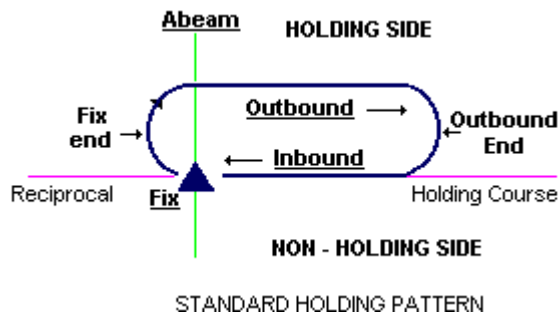 Abeam
HOLDING SIDE
Outbound
Fix
end
Outbound
End
Inbound
Reciprocal
Fix
Holding Course
NON - HOLDING SIDE
STANDARD HOLDING PATTERN